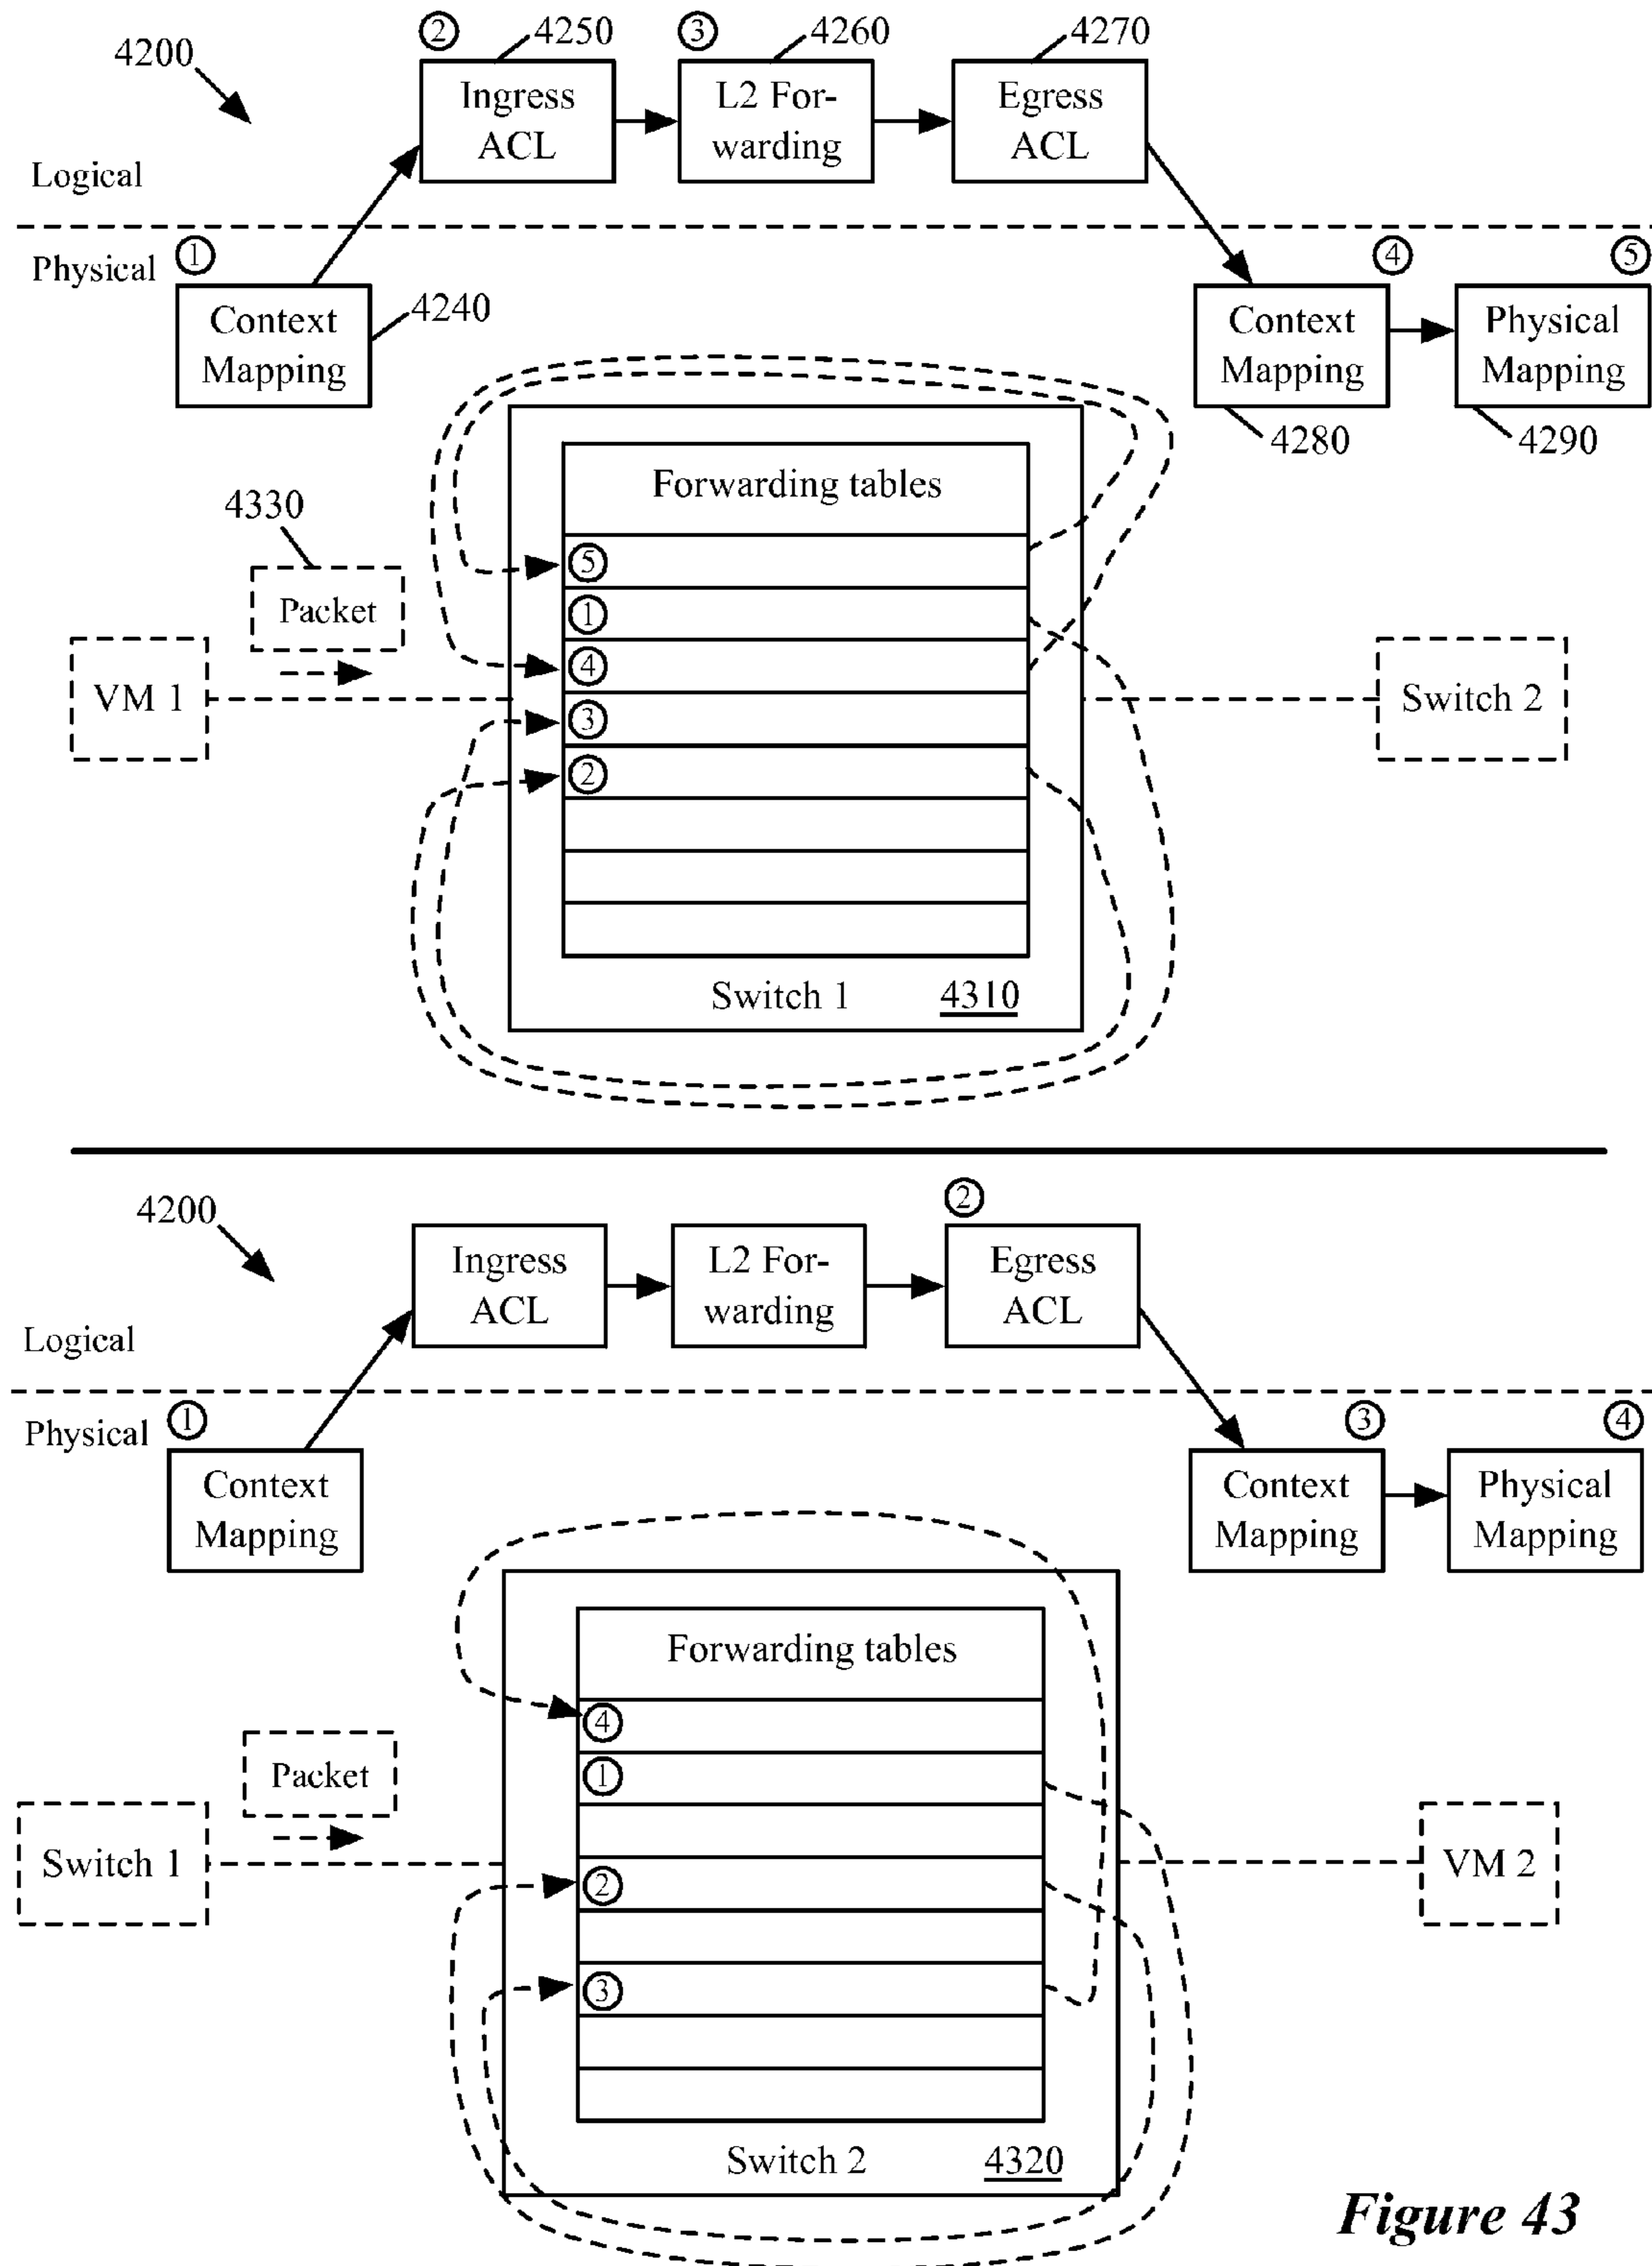 ② 4250 ③ 4260 4270
4200
Ingress
ACL
L2 For-
warding
Egress
ACL
Logical
Physical
①
Context
Mapping
4240
④
Context
Mapping
4280
⑤
Physical
Mapping
4290
Forwarding tables
4330
Packet
VM 1
⑤
①
④
③
②
Switch 2
Switch 1 4310
4200
②
Ingress
ACL
L2 For-
warding
Egress
ACL
Logical
Physical
①
Context
Mapping
③
Context
Mapping
④
Physical
Mapping
Forwarding tables
Packet
Switch 1
④
①
②
③
VM 2
Switch 2 4320
Figure 43